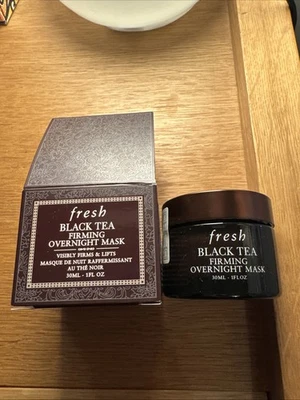 fresh
BLACK TEA
FIRMING
OVERNIGHT MASK
VISIBLY FIRMS & LIFTS
MASQUE DE NUIT RAFFERMISSANT
AU THÉ NOIR
30ML - 1FL OZ
fresh
BLACK TEA
FIRMING
OVERNIGHT MASK
30ML - 1FL OZ